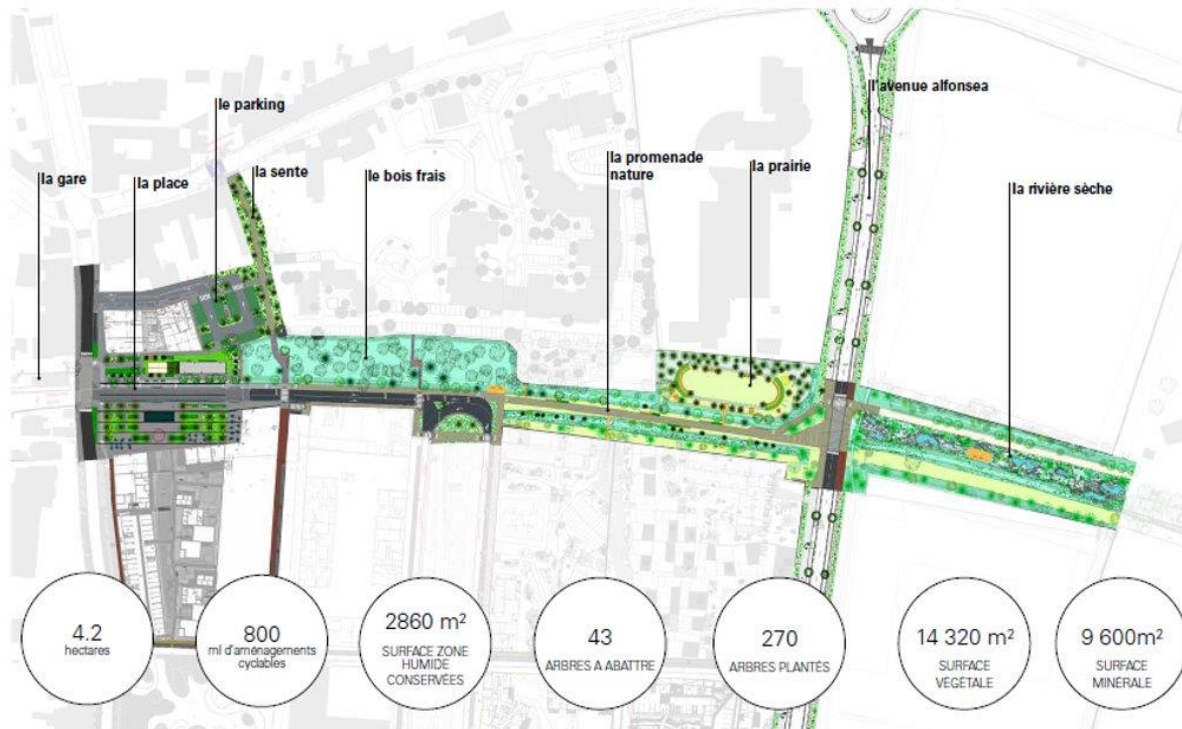 l'avenue alfonsea
le parking
la promenade
nature
la prairie
la gare
la place
la sente
le bois frais
la rivière sèche
4.2
hectares
800
ml d'aménagements
cyclables
2860 m²
SURFACE ZONE
HUMIDE
CONSERVÉES
43
ARBRES A ABATTRE
270
ARBRES PLANTÉS
14 320 m²
SURFACE
VÉGÉTALE
9 600m²
SURFACE
MINÉRALE